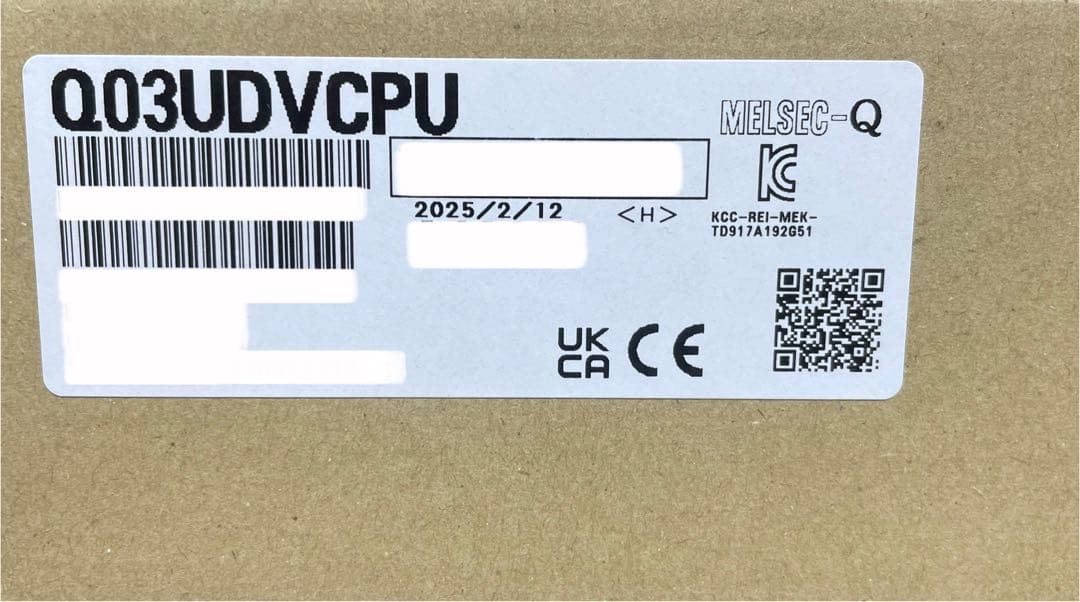 Q03UDVCPU
MELSEC-Q
2025/2/12 <H>
KCC-REI-MEK-
TD917A192G51
UK
CA CE